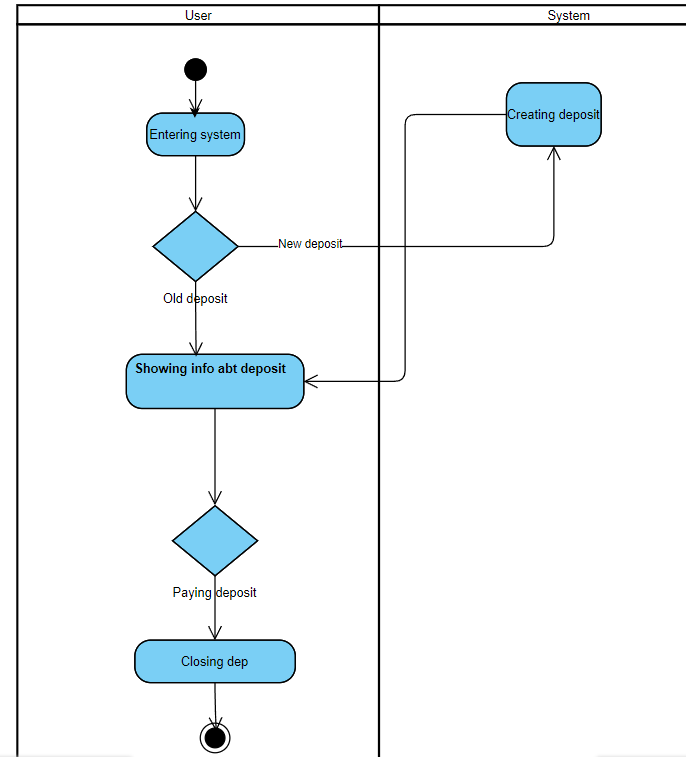 User
System
Entering system
Creating deposit
New deposit
Old deposit
Showing info abt deposit
Paying deposit
Closing dep